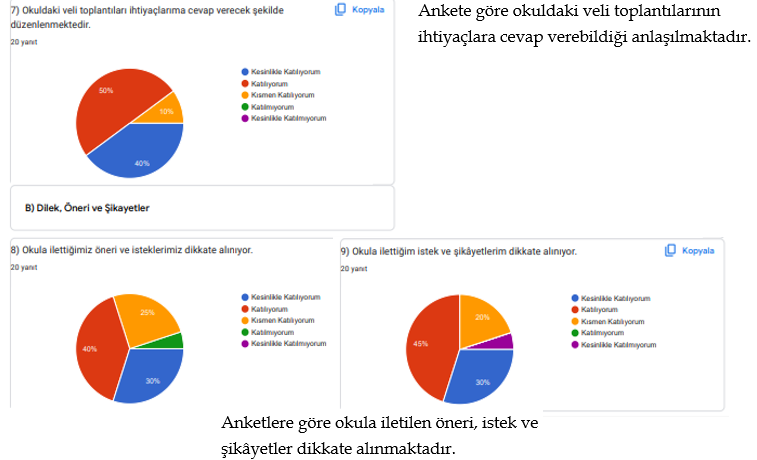 7) Okuldaki veli toplantıları ihtiyaçlarıma cevap verecek şekilde
düzenlenmektedir.
Kopyala
20 yanıt
Kesinlikle Katılıyorum
Katılıyorum
Kısmen Katılıyorum
Katılmıyorum
Kesinlikle Katılmıyorum
50%
10%
40%
Ankete göre okuldaki veli toplantılarının
ihtiyaçlara cevap verebildiği anlaşılmaktadır.
B) Dilek, Öneri ve Şikayetler
8) Okula ilettiğimiz öneri ve isteklerimiz dikkate alınıyor.
20 yanıt
Kesinlikle Katılıyorum
Katılıyorum
Kısmen Katılıyorum
Katılmıyorum
Kesinlikle Katılmıyorum
25%
40%
30%
9) Okula ilettiğim istek ve şikâyetlerim dikkate alınıyor.
Kopyala
20 yanıt
Kesinlikle Katılıyorum
Katılıyorum
Kısmen Katılıyorum
Katılmıyorum
Kesinlikle Katılmıyorum
20%
45%
30%
Anketlere göre okula iletilen öneri, istek ve
şikâyetler dikkate alınmaktadır.